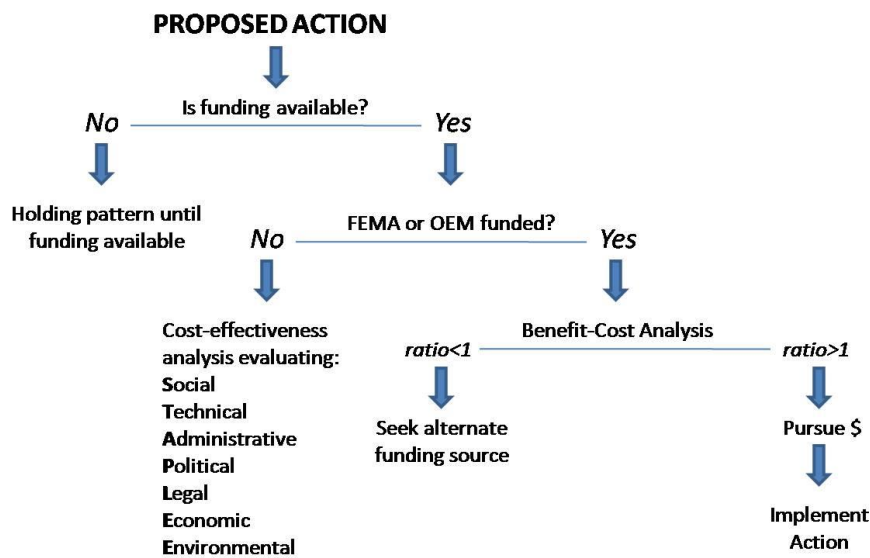 PROPOSED ACTION
Is funding available?
No
Yes
Holding pattern until
funding available
FEMA or OEM funded?
No
Yes
Cost-effectiveness
analysis evaluating:
Social
Technical
Administrative
Political
Legal
Economic
Environmental
Benefit-Cost Analysis
ratio<1
ratio>1
Seek alternate
funding source
Pursue $
Implement
Action